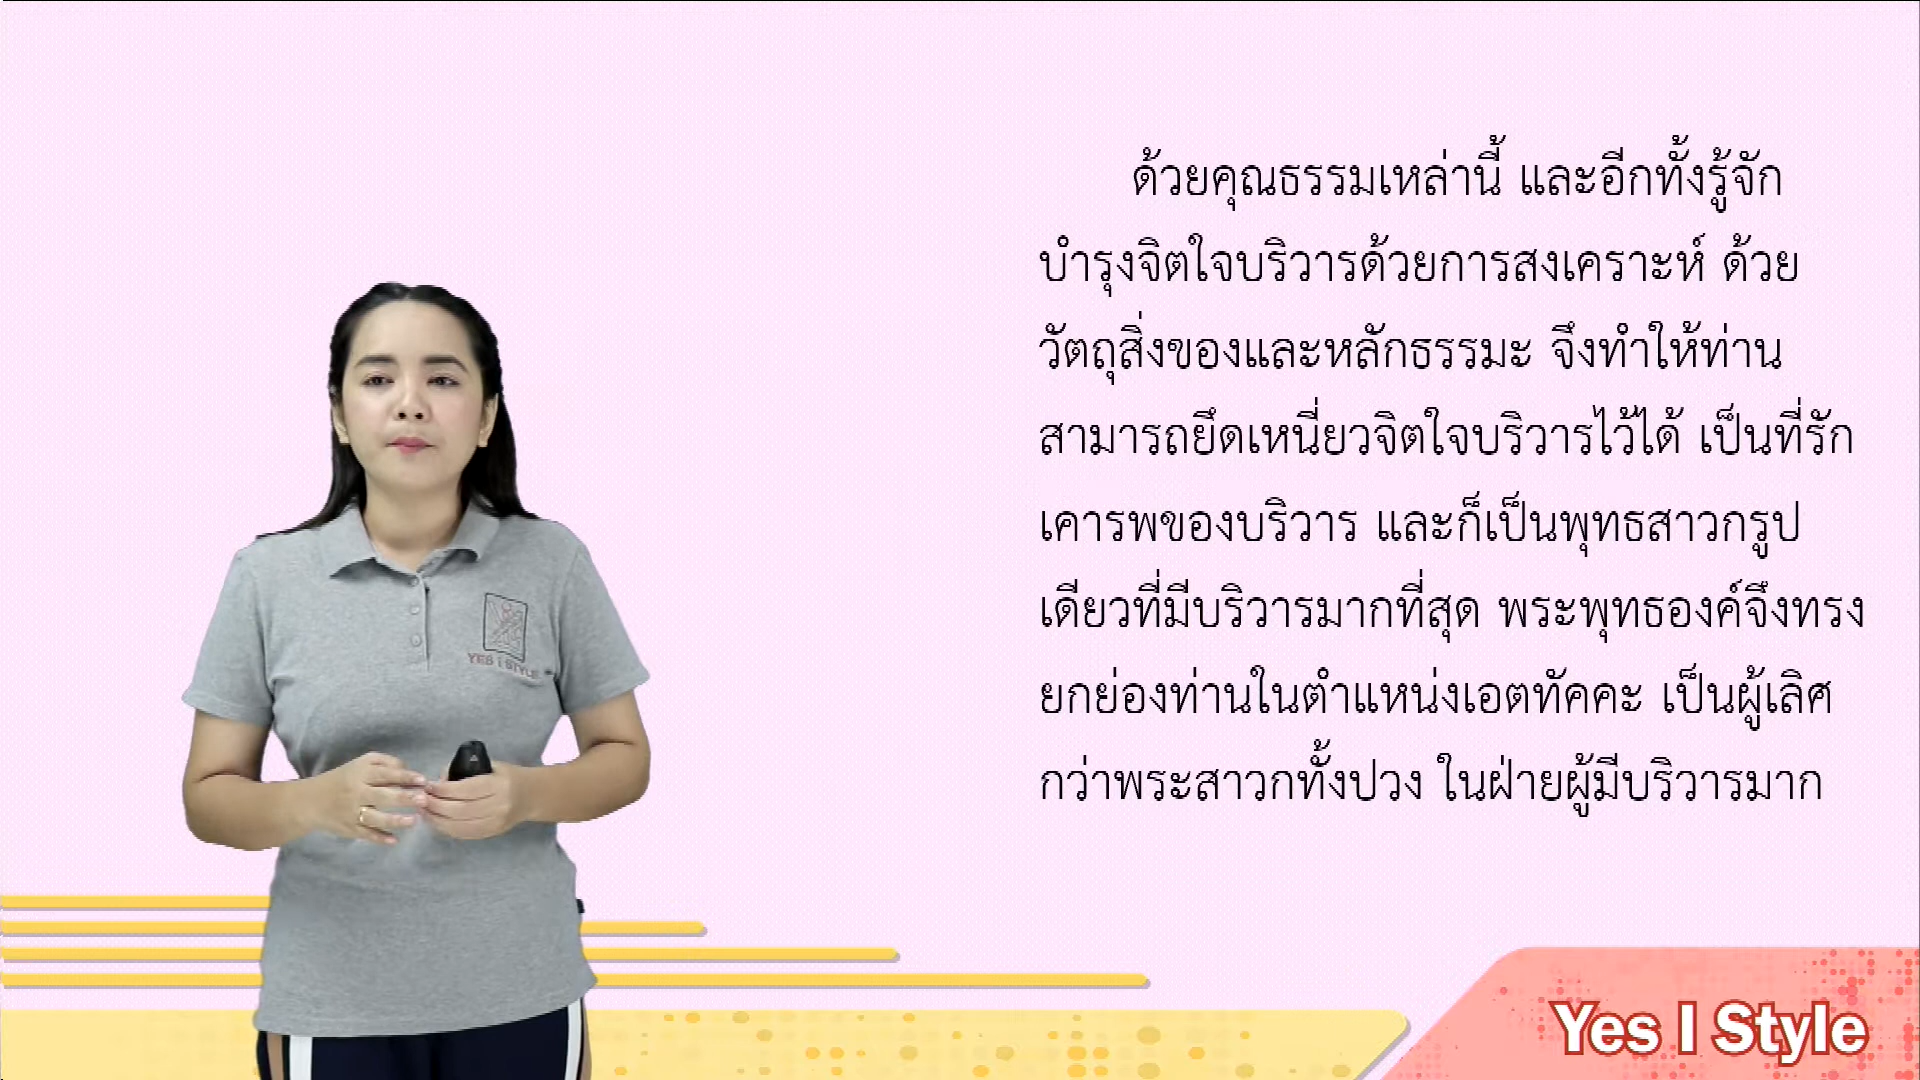 ด้วยคุณธรรมเหล่านี้ และอีกทั้งรู้จัก
บำรุงจิตใจบริวารด้วยการสงเคราะห์ ด้วย
วัตถุสิ่งของและหลักธรรมะ จึงทำให้ท่าน
สามารถยึดเหนี่ยวจิตใจบริวารไว้ได้ เป็นที่รัก
เคารพของบริวาร และก็เป็นพุทธสาวกรูป
เดียวที่มีบริวารมากที่สุด พระพุทธองค์จึงทรง
ยกย่องท่านในตำแหน่งเอตทัคคะ เป็นผู้เลิศ
กว่าพระสาวกทั้งปวง ในฝ่ายผู้มีบริวารมาก
YES I STYLE
Yes I Style